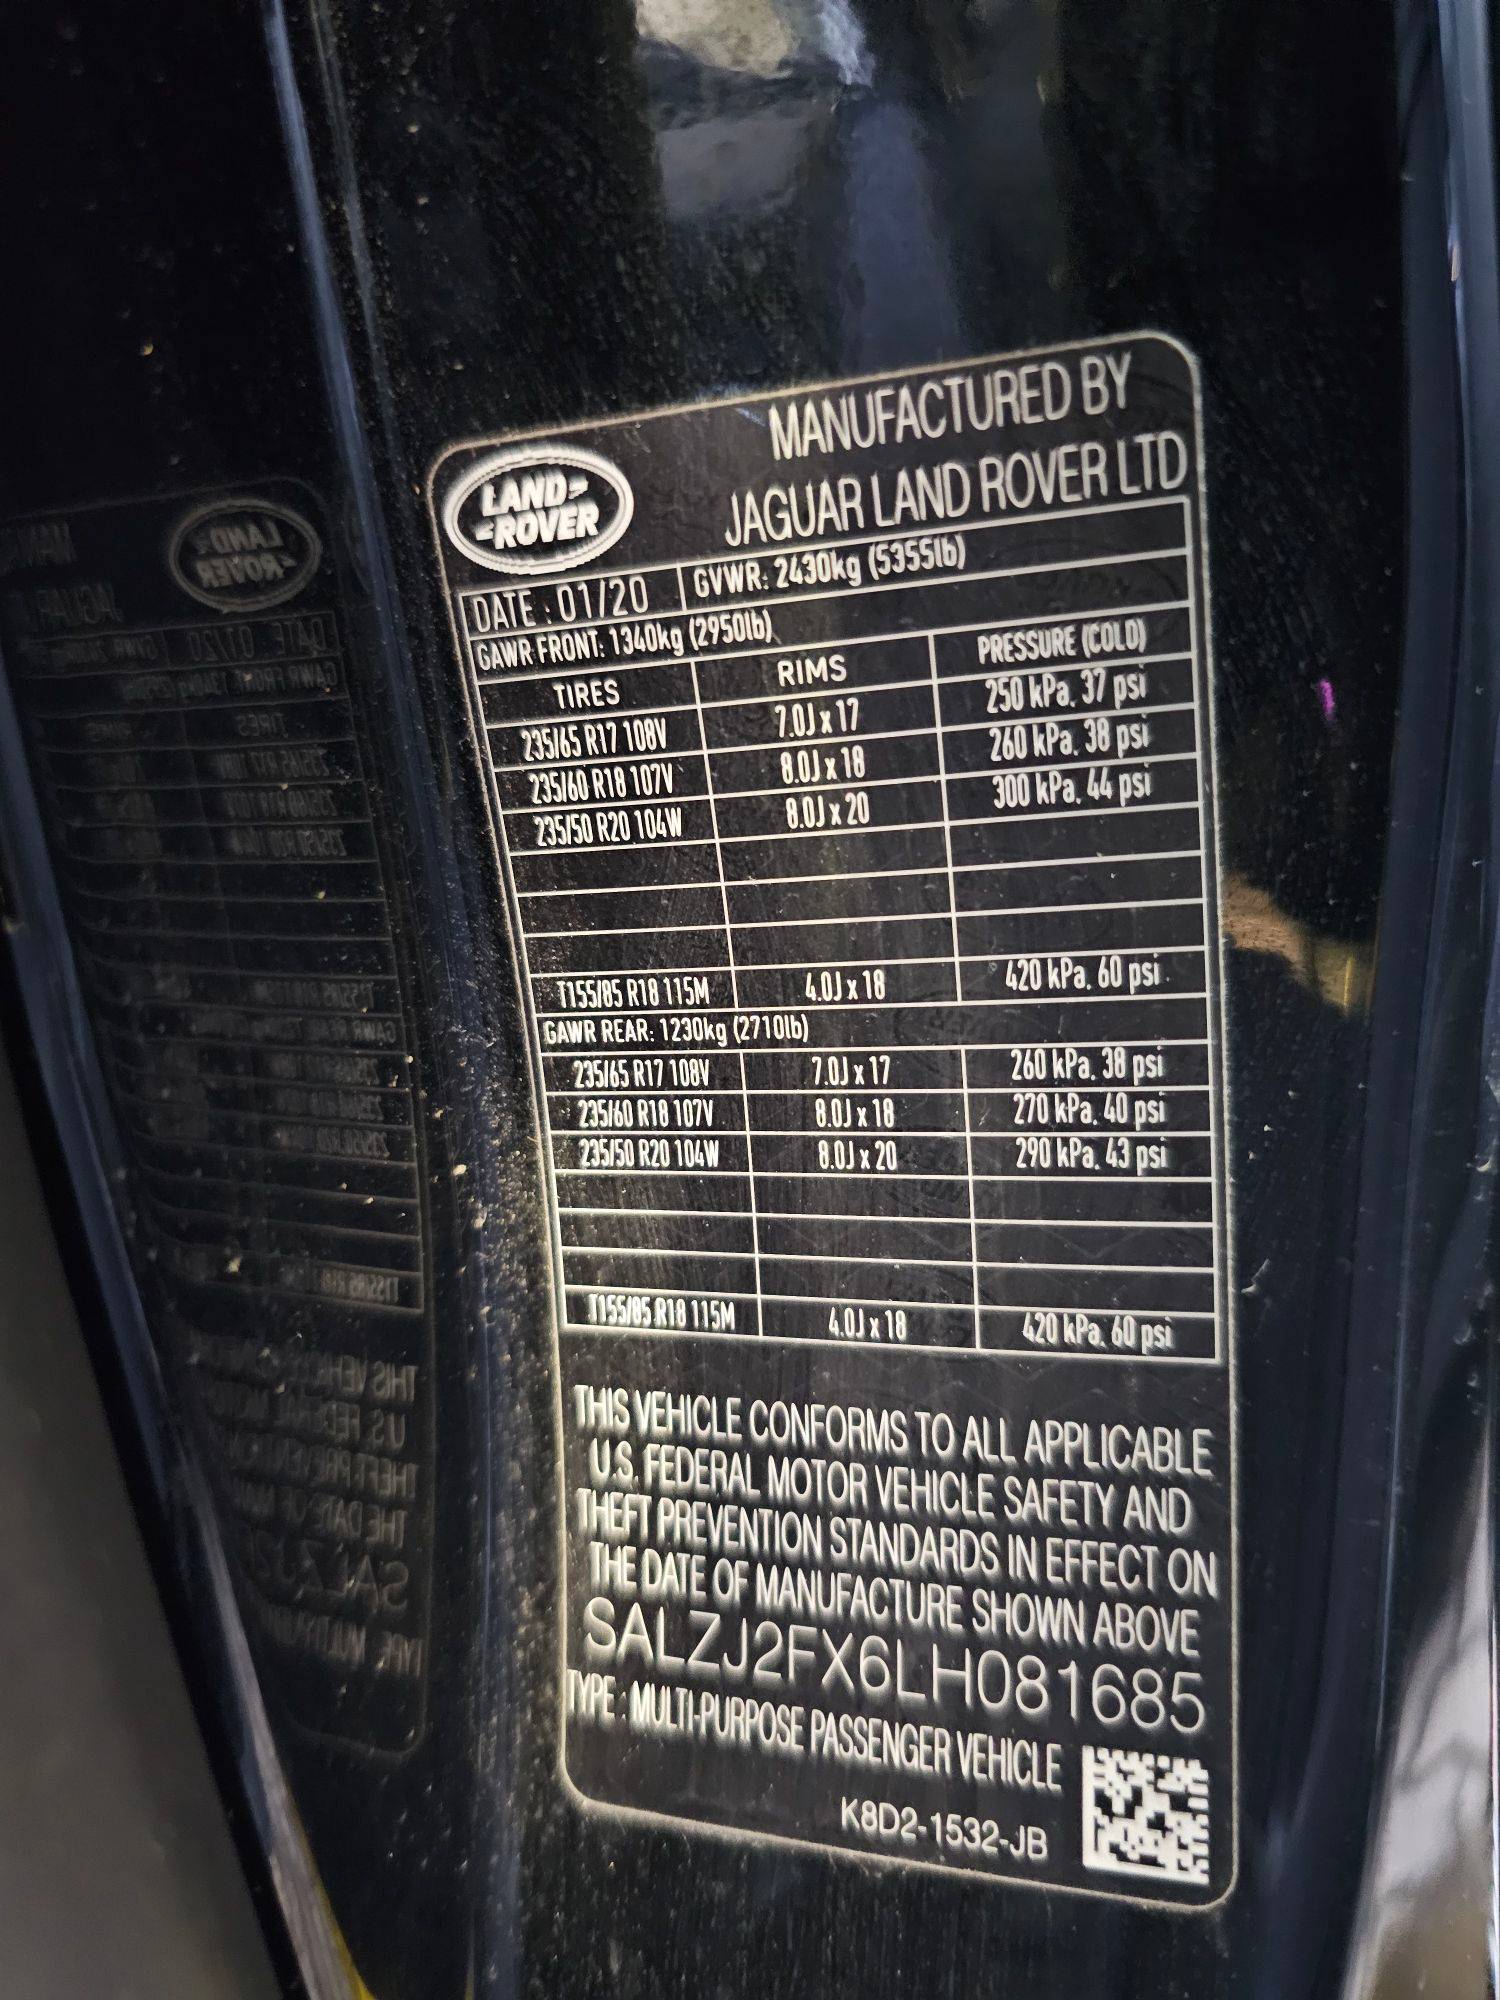 MANUFACTURED BY
LAND ROVER
JAGUAR LAND ROVER LTD
DATE : 01/20 GVWR: 2430kg (5355lb)
GAWR FRONT: 1340kg (2950lb)
TIRES RIMS PRESSURE (COLD)
235/65 R17 108V 7.0J x 17 250 kPa, 37 psi
235/60 R18 107V 8.0J x 18 260 kPa, 38 psi
235/50 R20 104W 8.0J x 20 300 kPa, 44 psi
T155/85 R18 115M 4.0J x 18 420 kPa, 60 psi
GAWR REAR: 1230kg (2710lb)
235/65 R17 108V 7.0J x 17 260 kPa, 38 psi
235/60 R18 107V 8.0J x 18 270 kPa, 40 psi
235/50 R20 104W 8.0J x 20 290 kPa, 43 psi
T155/85 R18 115M 4.0J x 18 420 kPa, 60 psi
THIS VEHICLE CONFORMS TO ALL APPLICABLE
U.S. FEDERAL MOTOR VEHICLE SAFETY AND
THEFT PREVENTION STANDARDS IN EFFECT ON
THE DATE OF MANUFACTURE SHOWN ABOVE
SALZJ2FX6LH081685
TYPE : MULTI-PURPOSE PASSENGER VEHICLE
K8D2-1532-JB